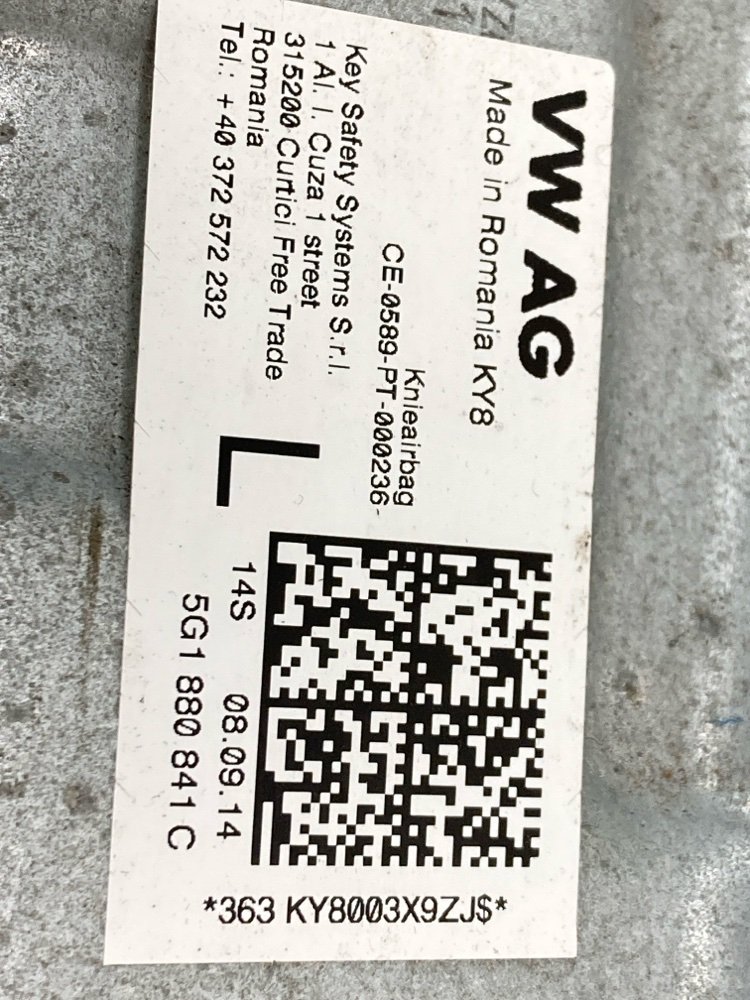 VW AG
Made in Romania KY8
Knieairbag
CE-0589-PT-000236-
Key Safety Systems S.r.l.
1 Al. I. Cuza 1 street
315200 Curtici Free Trade
Romania
Tel.: +40 372 572 232
L
14S 08.09.14
5G1 880 841 C
*363 KY8003X9ZJ$*